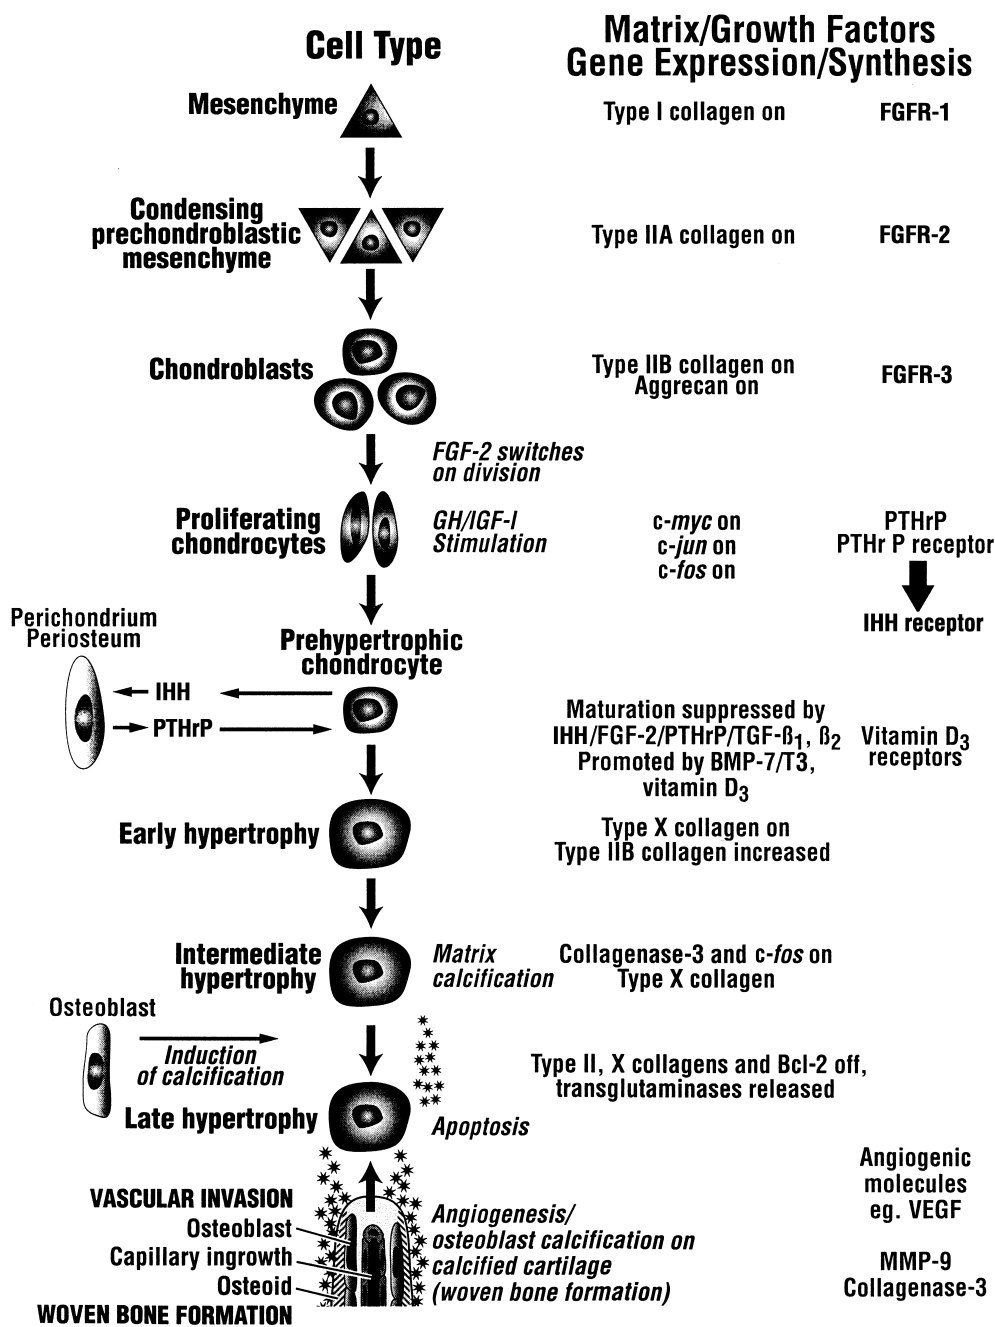 Cell Type
Matrix/Growth Factors
Gene Expression/Synthesis
Mesenchyme
Type I collagen on
FGFR-1
Condensing
prechondroblastic
mesenchyme
Type IIA collagen on
FGFR-2
Chondroblasts
Type IIB collagen on
Aggrecan on
FGFR-3
FGF-2 switches
on division
Proliferating
chondrocytes
GH/IGF-I
Stimulation
c-myc on
c-jun on
c-fos on
PTHrP
PTHr P receptor
IHH receptor
Perichondrium
Periosteum
Prehypertrophic
chondrocyte
IHH
PTHrP
Maturation suppressed by
IHH/FGF-2/PTHrP/TGF-ß1, ß2
Promoted by BMP-7/T3,
vitamin D3
Vitamin D3
receptors
Early hypertrophy
Type X collagen on
Type IIB collagen increased
Intermediate
hypertrophy
Matrix
calcification
Collagenase-3 and c-fos on
Type X collagen
Osteoblast
Induction
of calcification
Type II, X collagens and Bcl-2 off,
transglutaminases released
Late hypertrophy
Apoptosis
Angiogenic
molecules
eg. VEGF
VASCULAR INVASION
Osteoblast
Capillary ingrowth
Osteoid
WOVEN BONE FORMATION
Angiogenesis/
osteoblast calcification on
calcified cartilage
(woven bone formation)
MMP-9
Collagenase-3